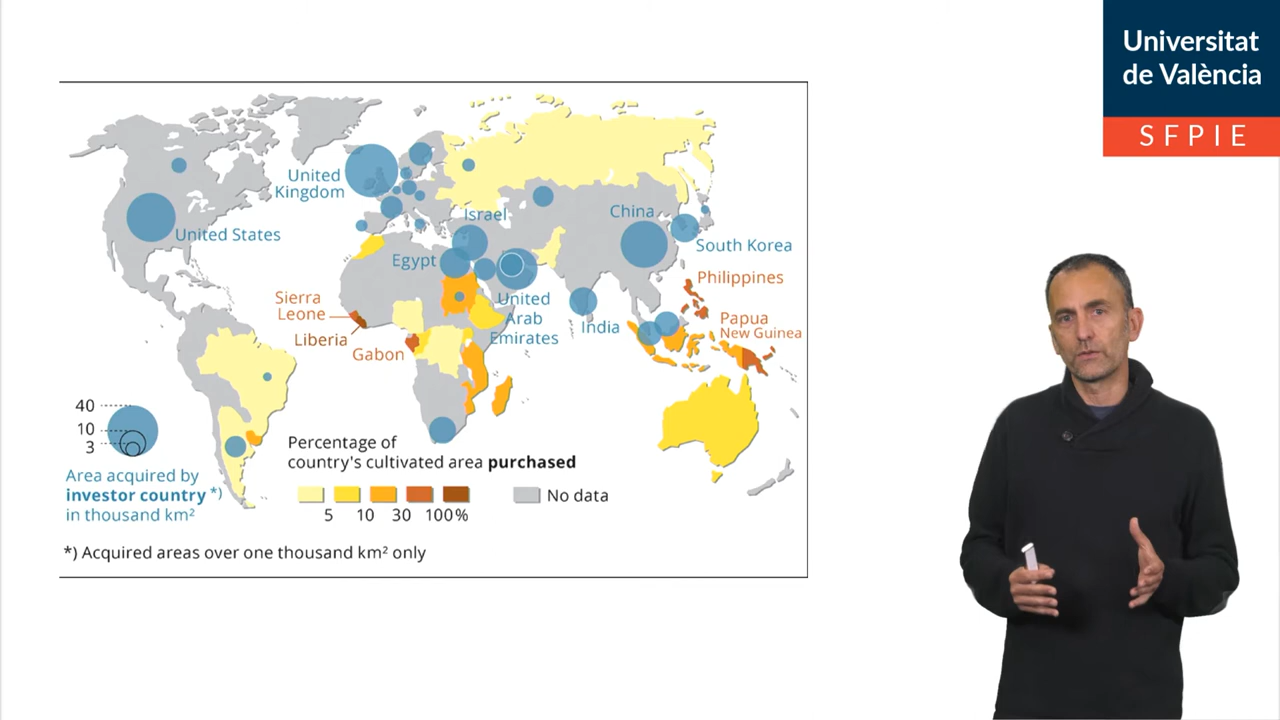 Universitat
de València
SFPIE
United
Kingdom
United States
Israel
Egypt
China
South Korea
Philippines
Sierra
Leone
Liberia
Gabon
United
Arab
Emirates
India
Papua
New Guinea
40
10
3
Area acquired by
investor country *)
in thousand km²
Percentage of
country's cultivated area purchased
5 10 30 100%
No data
*) Acquired areas over one thousand km² only